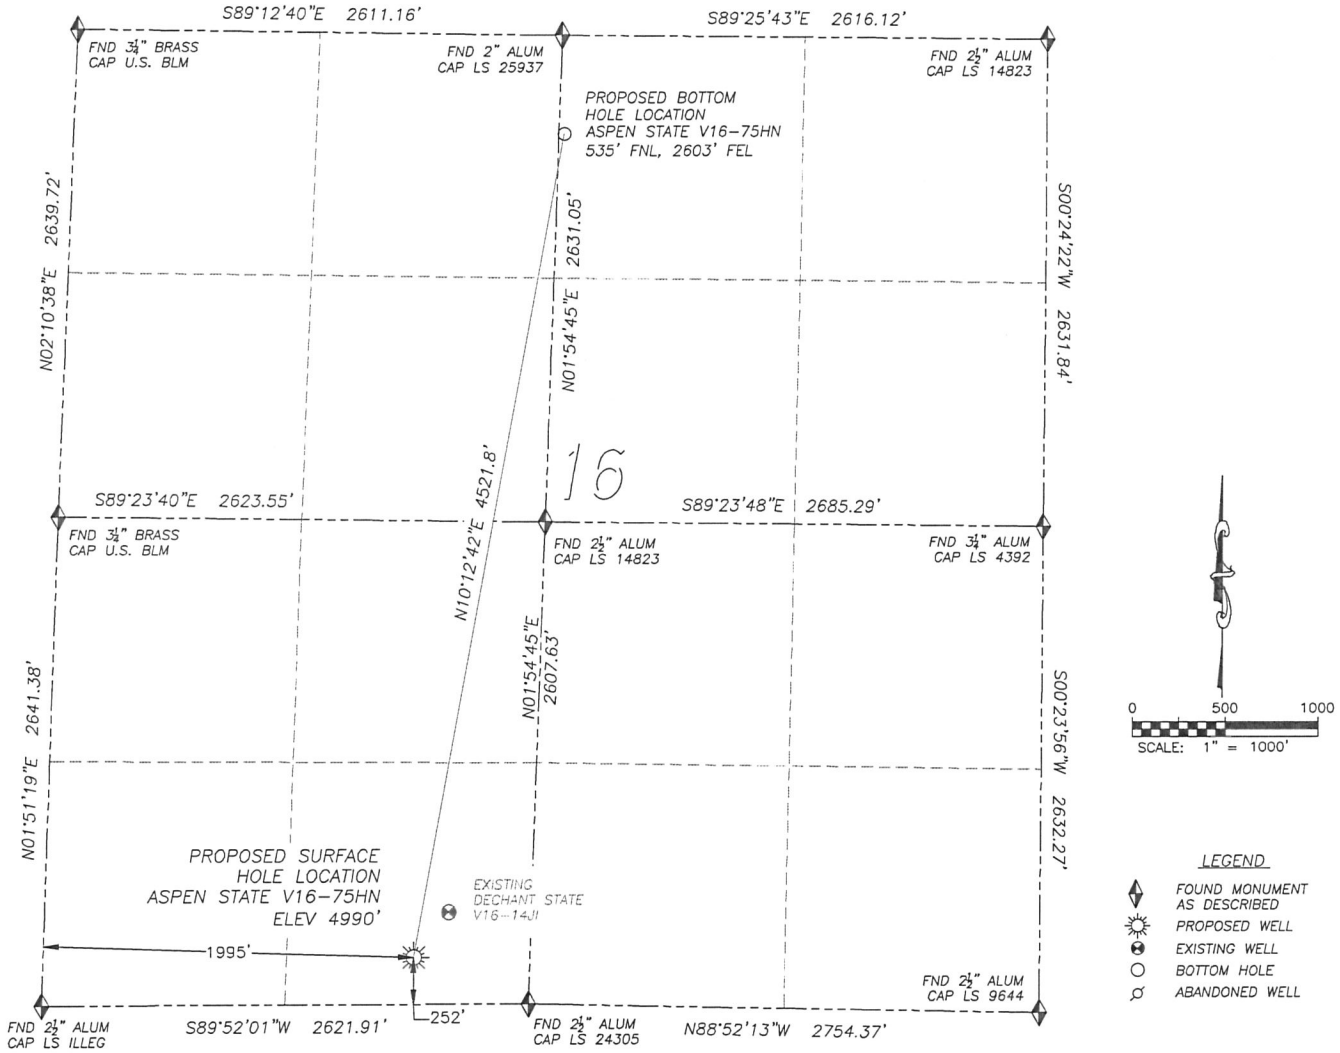 S89°12'40"E 2611.16'
S89°25'43"E 2616.12'
FND 3¼" BRASS
CAP U.S. BLM
FND 2" ALUM
CAP LS 25937
FND 2½" ALUM
CAP LS 14823
PROPOSED BOTTOM
HOLE LOCATION
ASPEN STATE V16-75HN
535' FNL, 2603' FEL
N02°10'38"E 2639.72'
N01°54'45"E 2631.05'
S00°24'22"W 2631.84'
16
N10°12'42"E 4521.8'
S89°23'40"E 2623.55'
S89°23'48"E 2685.29'
FND 3¼" BRASS
CAP U.S. BLM
FND 2½" ALUM
CAP LS 14823
FND 3¼" ALUM
CAP LS 4392
N01°51'19"E 2641.38'
N01°54'45"E
2607.63'
S00°23'56"W 2632.27'
PROPOSED SURFACE
HOLE LOCATION
ASPEN STATE V16-75HN
ELEV 4990'
EXISTING
DECHANT STATE
V16-14JI
1995'
252'
FND 2½" ALUM
CAP LS ILLEG
S89°52'01"W 2621.91'
FND 2½" ALUM
CAP LS 24305
N88°52'13"W 2754.37'
FND 2½" ALUM
CAP LS 9644
0 500 1000
SCALE: 1" = 1000'
LEGEND
FOUND MONUMENT
AS DESCRIBED
PROPOSED WELL
EXISTING WELL
BOTTOM HOLE
ABANDONED WELL